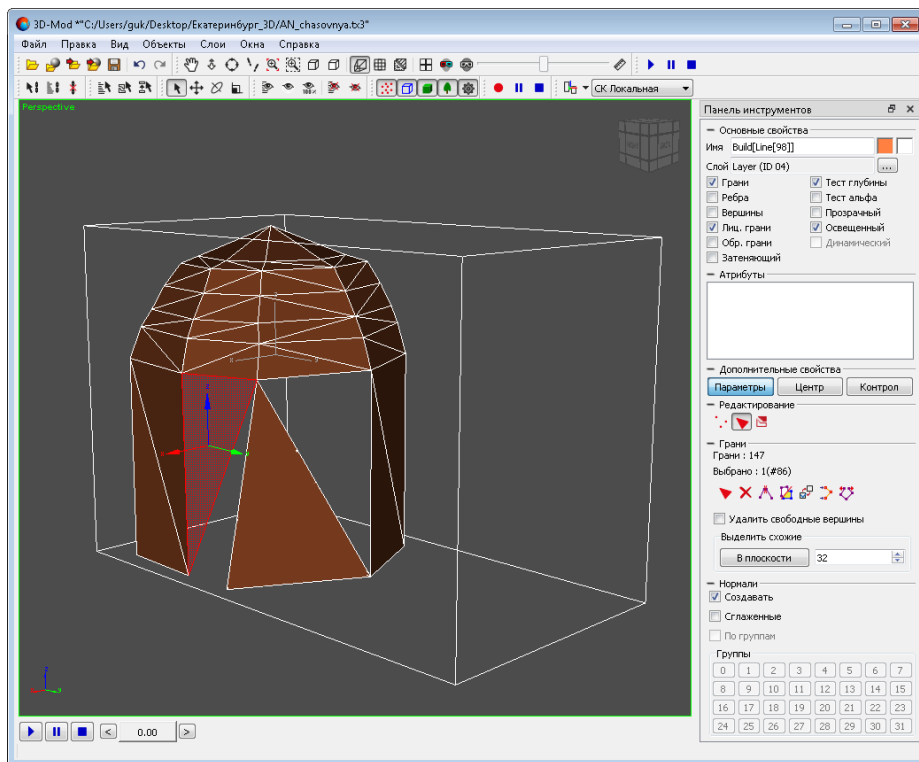 3D-Mod *"C:/Users/guk/Desktop/Екатеринбург_3D/AN_chasovnya.tx3"
Файл Правка Вид Объекты Слои Окна Справка
СК Локальная
Perspective
Панель инструментов
Основные свойства
Имя Build[Line[98]]
Слой Layer (ID 04) ...
Грани Тест глубины
Ребра Тест альфа
Вершины Прозрачный
Лиц. грани Освещенный
Обр. грани Динамический
Затеняющий
Атрибуты
Дополнительные свойства
Параметры Центр Контрол
Редактирование
Грани
Грани : 147
Выбрано : 1(#86)
Удалить свободные вершины
Выделить схожие
В плоскости 32
Нормали
Создавать
Сглаженные
По группам
Группы
0 1 2 3 4 5 6 7
8 9 10 11 12 13 14 15
16 17 18 19 20 21 22 23
24 25 26 27 28 29 30 31
< 0.00 >